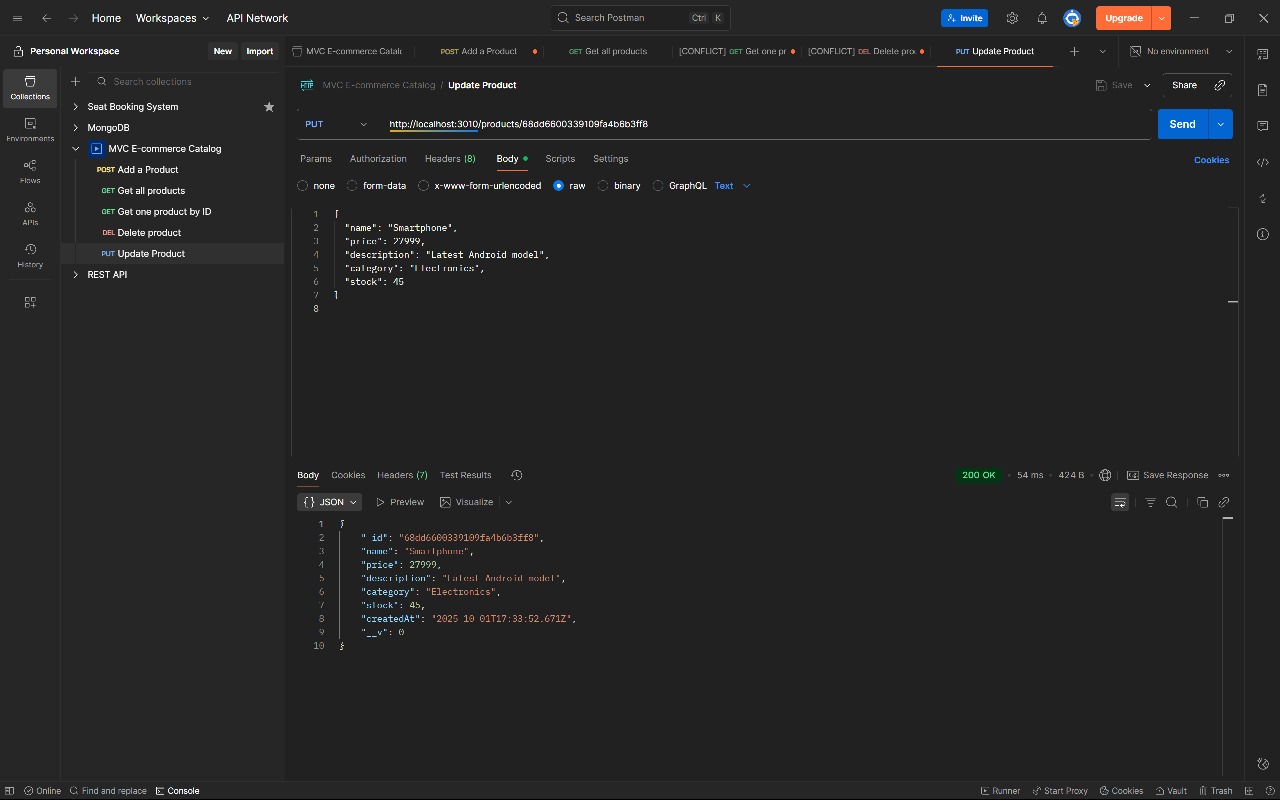 Home Workspaces API Network Search Postman Ctrl K Invite Upgrade
Personal Workspace New Import MVC E-commerce Catalo POST Add a Product GET Get all products [CONFLICT] GET Get one pr [CONFLICT] DEL Delete pro PUT Update Product No environment
Collections
Environments
Flows
APIs
History
Search collections
Seat Booking System
MongoDB
MVC E-commerce Catalog
POST Add a Product
GET Get all products
GET Get one product by ID
DEL Delete product
PUT Update Product
REST API
HTTP MVC E-commerce Catalog / Update Product Save Share
PUT http://localhost:3010/products/68dd6600339109fa4b6b3ff8 Send
Params Authorization Headers (8) Body Scripts Settings Cookies
none form-data x-www-form-urlencoded raw binary GraphQL Text
1 {
2 "name": "Smartphone",
3 "price": 27999,
4 "description": "Latest Android model",
5 "category": "Electronics",
6 "stock": 45
7 }
8
Body Cookies Headers (7) Test Results 200 OK 54 ms 424 B Save Response
{} JSON Preview Visualize
1 {
2 "_id": "68dd6600339109fa4b6b3ff8",
3 "name": "Smartphone",
4 "price": 27999,
5 "description": "Latest Android model",
6 "category": "Electronics",
7 "stock": 45,
8 "createdAt": "2025-10-01T17:33:52.671Z",
9 "__v": 0
10 }
Online Find and replace Console Runner Start Proxy Cookies Vault Trash